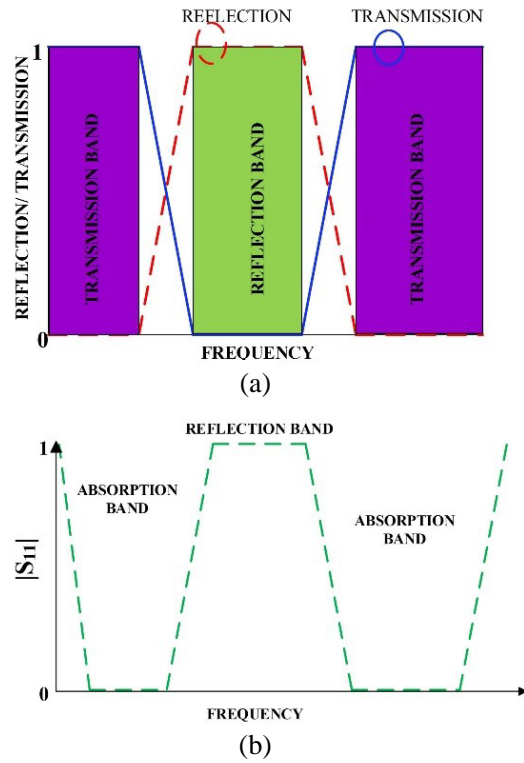 REFLECTION
TRANSMISSION
1
REFLECTION/ TRANSMISSION
TRANSMISSION BAND
REFLECTION BAND
TRANSMISSION BAND
0
FREQUENCY
(a)
REFLECTION BAND
1
ABSORPTION
BAND
ABSORPTION
BAND
|S11|
0
FREQUENCY
(b)